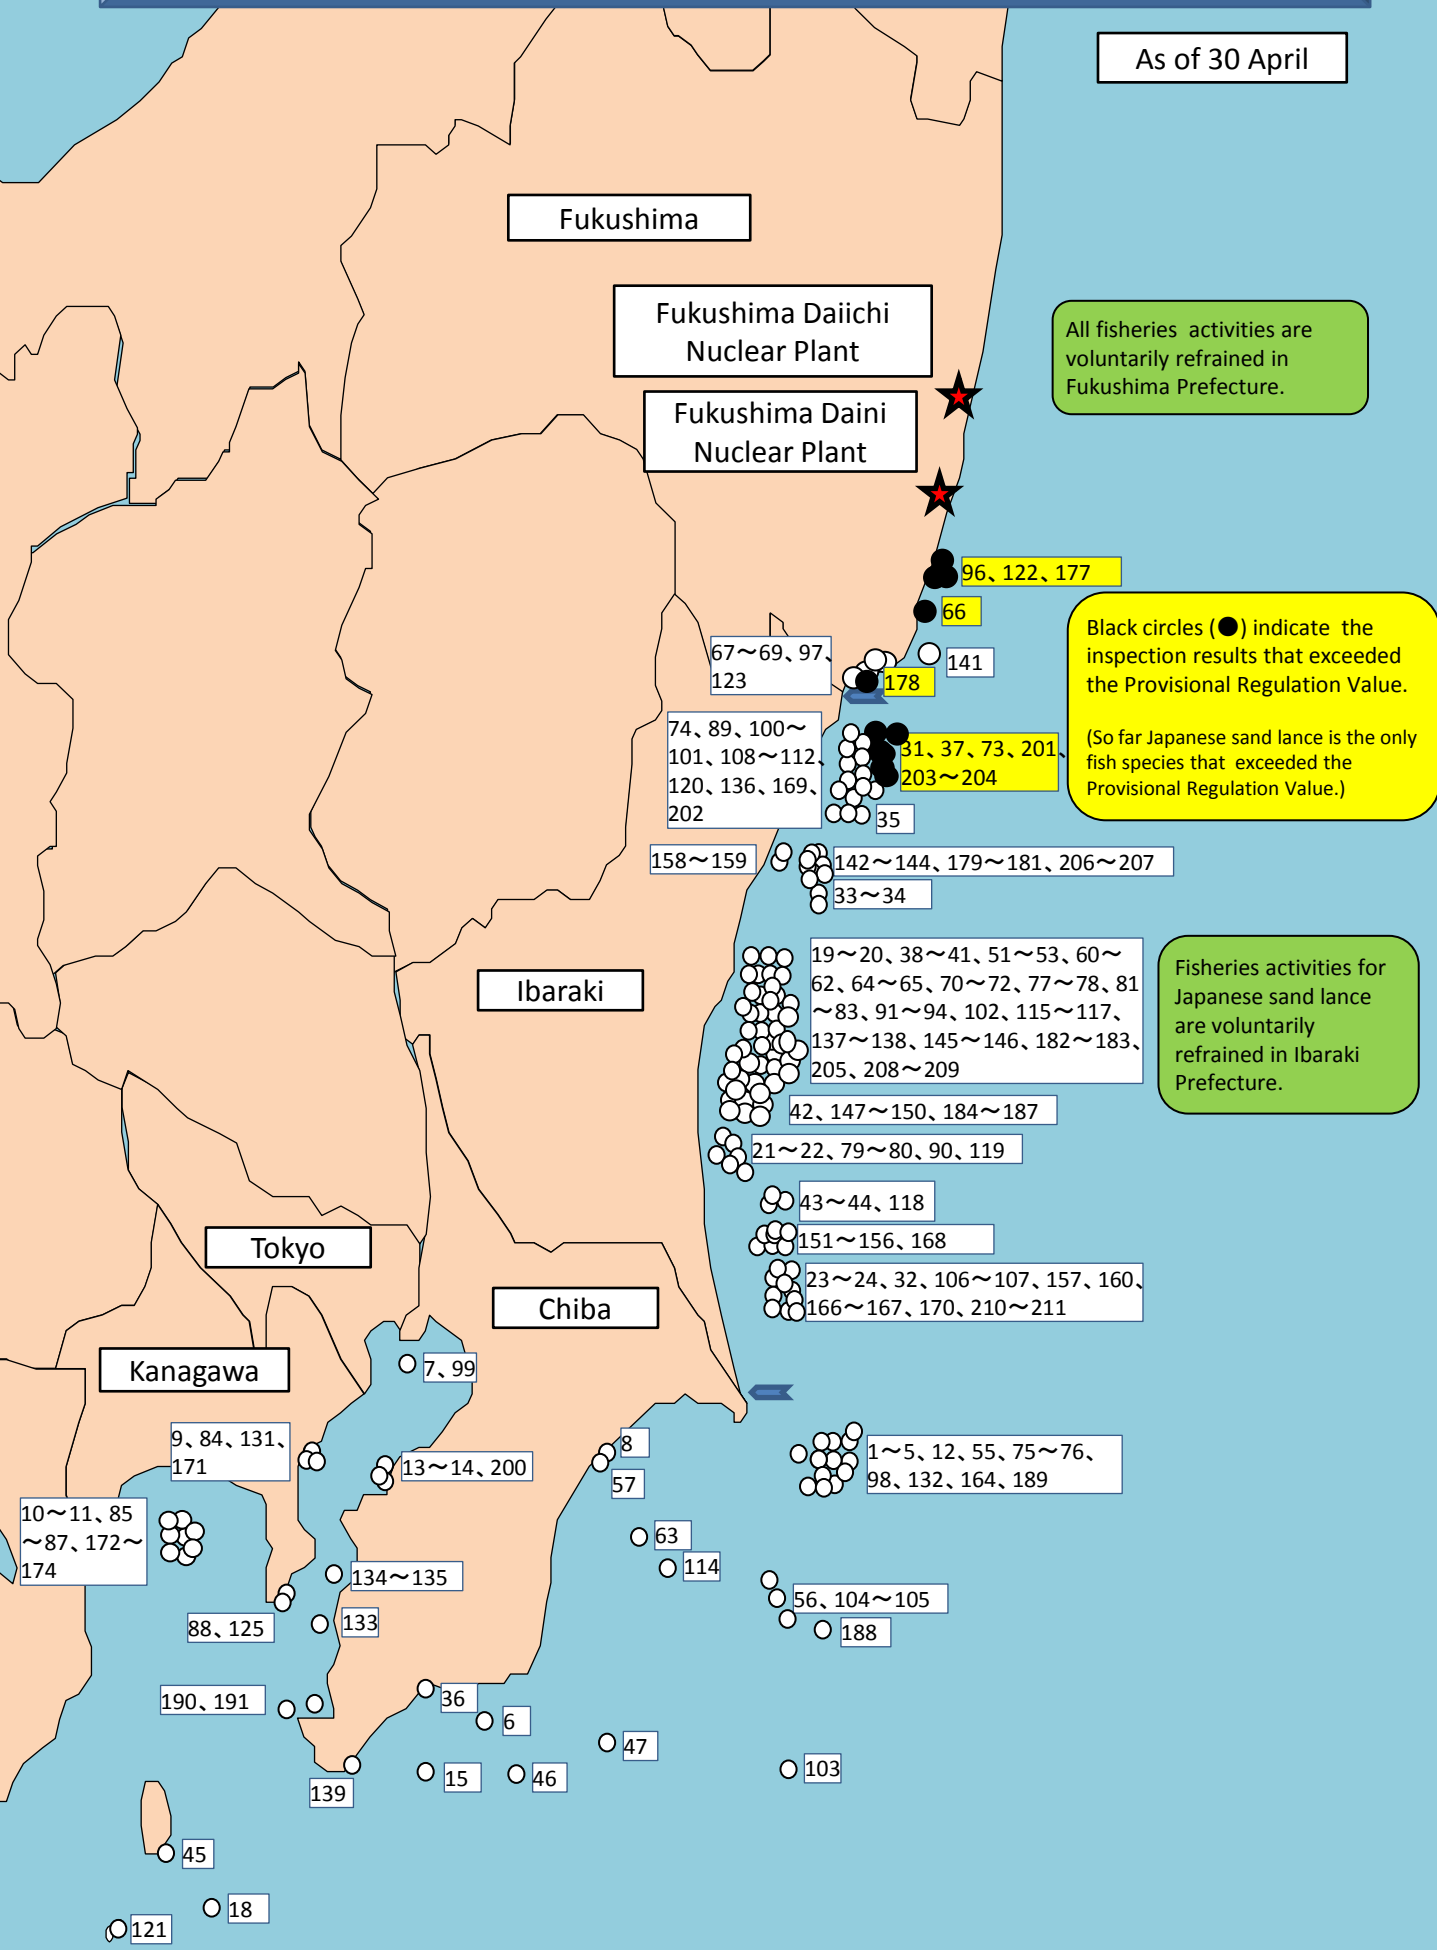 As of 30 April
Fukushima
Fukushima Daiichi
Nuclear Plant
All fisheries activities are
voluntarily refrained in
Fukushima Prefecture.
Fukushima Daini
Nuclear Plant
96、122、177
66
Black circles (●) indicate the
inspection results that exceeded
the Provisional Regulation Value.
(So far Japanese sand lance is the only
fish species that exceeded the
Provisional Regulation Value.)
67～69、97、
123
141
178
74、89、100～
101、108～112、
120、136、169、
202
31、37、73、201、
203～204
35
158～159
142～144、179～181、206～207
33～34
19～20、38～41、51～53、60～
62、64～65、70～72、77～78、81
～83、91～94、102、115～117、
137～138、145～146、182～183、
205、208～209
Ibaraki
Fisheries activities for
Japanese sand lance
are voluntarily
refrained in Ibaraki
Prefecture.
42、147～150、184～187
21～22、79～80、90、119
43～44、118
151～156、168
Tokyo
23～24、32、106～107、157、160、
166～167、170、210～211
Chiba
Kanagawa
7、99
9、84、131、
171
13～14、200
8
57
1～5、12、55、75～76、
98、132、164、189
10～11、85
～87、172～
174
63
114
134～135
56、104～105
88、125
133
188
190、191
36
6
47
139
15
46
103
45
18
121